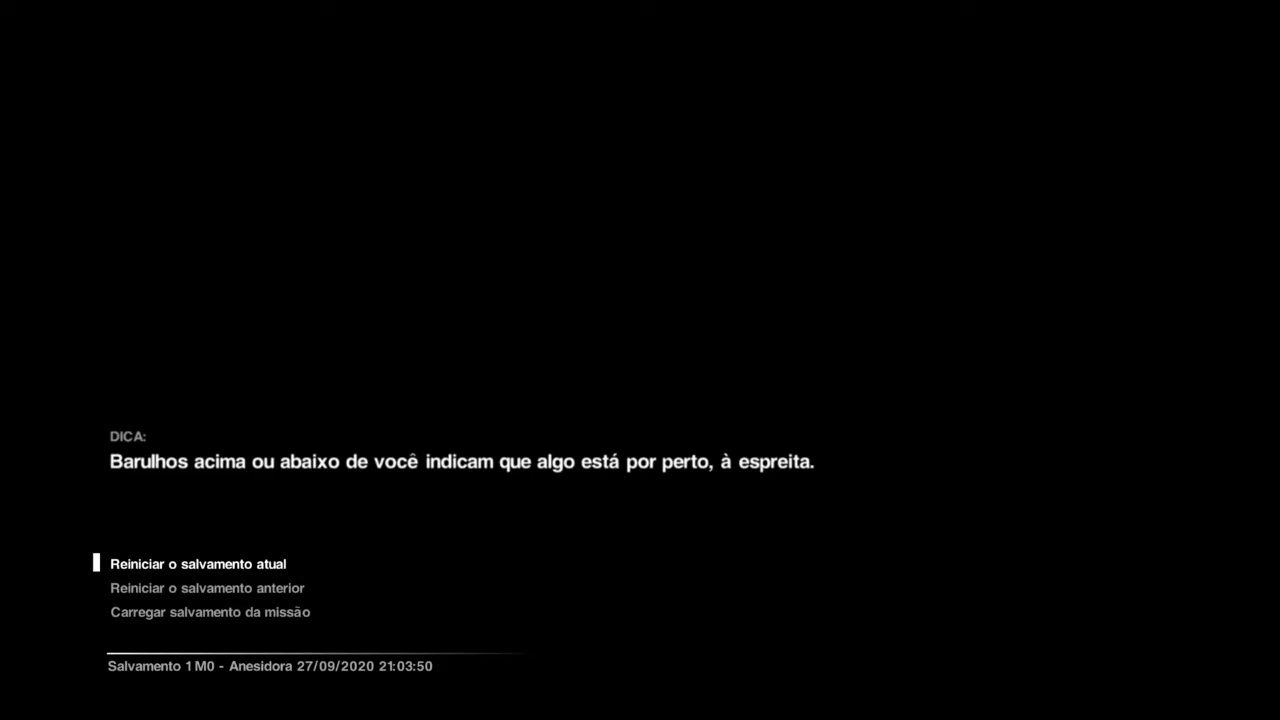 DICA:
Barulhos acima ou abaixo de você indicam que algo está por perto, à espreita.
Reiniciar o salvamento atual
Reiniciar o salvamento anterior
Carregar salvamento da missão
Salvamento 1 M0 - Anesidora 27/09/2020 21:03:50